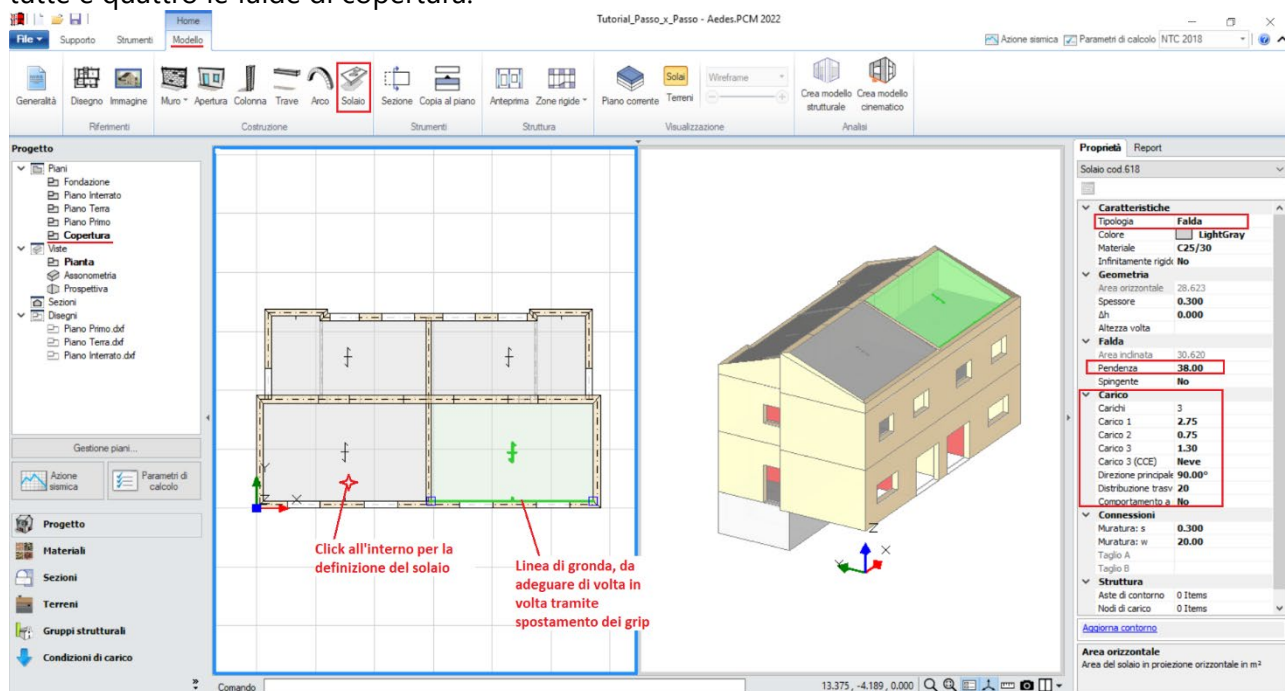 tutte e quattro le falde di copertura.
Tutorial_Passo_x_Passo - Aedes.PCM 2022
Home
File Supporto Strumenti Modello
Azione sismica Parametri di calcolo NTC 2018
Generalità Disegno Immagine Muro Apertura Colonna Trave Arco Solaio Sezione Copia al piano Anteprima Zone rigide Piano corrente Solai Terreni Wireframe Crea modello strutturale Crea modello cinematico
Riferimenti Costruzione Strumenti Struttura Visualizzazione Analisi
Progetto
Piani
Fondazione
Piano Interrato
Piano Terra
Piano Primo
Copertura
Viste
Pianta
Assonometria
Prospettiva
Sezioni
Disegni
Piano Primo.dxf
Piano Terra.dxf
Piano Interrato.dxf
Gestione piani...
Azione sismica
Parametri di calcolo
Progetto
Materiali
Sezioni
Terreni
Gruppi strutturali
Condizioni di carico
Y
Z X
Click all'interno per la
definizione del solaio
Linea di gronda, da
adeguare di volta in
volta tramite
spostamento dei grip
Z
Y X
Comando
13.375 , -4.189 , 0.000
Proprietà Report
Solaio cod.618
Caratteristiche
Tipologia Falda
Colore LightGray
Materiale C25/30
Infinitamente rigido No
Geometria
Area orizzontale 28.623
Spessore 0.300
Δh 0.000
Altezza volta
Falda
Area inclinata 30.620
Pendenza 38.00
Spingente No
Carico
Carichi 3
Carico 1 2.75
Carico 2 0.75
Carico 3 1.30
Carico 3 (CCE) Neve
Direzione principale 90.00°
Distribuzione trasv 20
Comportamento a No
Connessioni
Muratura: s 0.300
Muratura: w 20.00
Taglio A
Taglio B
Struttura
Aste di contorno 0 Items
Nodi di carico 0 Items
Aggiorna contorno
Area orizzontale
Area del solaio in proiezione orizzontale in m²